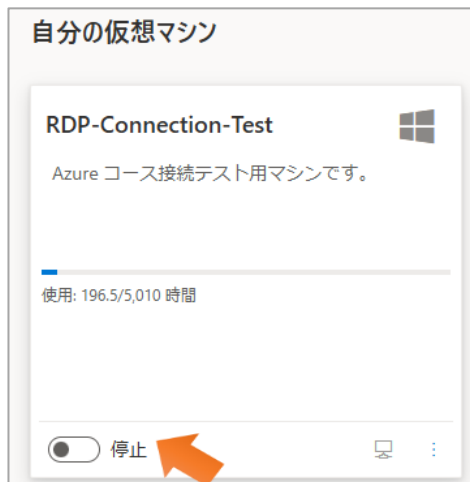 自分の仮想マシン
RDP-Connection-Test
Azure コース接続テスト用マシンです。
使用: 196.5/5,010 時間
停止